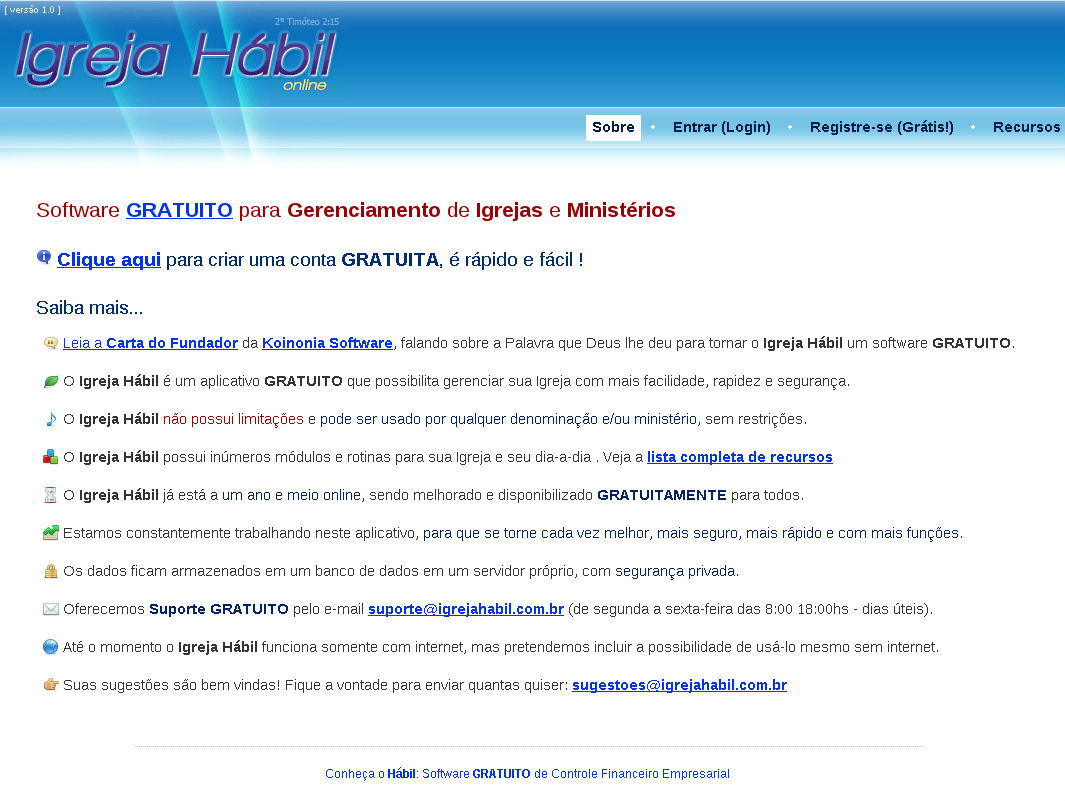 [ versão 1.0 ]
2ª Timóteo 2:15
Igreja Hábil
online
Sobre • Entrar (Login) • Registre-se (Grátis!) • Recursos
Software GRATUITO para Gerenciamento de Igrejas e Ministérios
Clique aqui para criar uma conta GRATUITA, é rápido e fácil !
Saiba mais...
Leia a Carta do Fundador da Koinonia Software, falando sobre a Palavra que Deus lhe deu para tornar o Igreja Hábil um software GRATUITO.
O Igreja Hábil é um aplicativo GRATUITO que possibilita gerenciar sua Igreja com mais facilidade, rapidez e segurança.
O Igreja Hábil não possui limitações e pode ser usado por qualquer denominação e/ou ministério, sem restrições.
O Igreja Hábil possui inúmeros módulos e rotinas para sua Igreja e seu dia-a-dia . Veja a lista completa de recursos
O Igreja Hábil já está a um ano e meio online, sendo melhorado e disponibilizado GRATUITAMENTE para todos.
Estamos constantemente trabalhando neste aplicativo, para que se torne cada vez melhor, mais seguro, mais rápido e com mais funções.
Os dados ficam armazenados em um banco de dados em um servidor próprio, com segurança privada.
Oferecemos Suporte GRATUITO pelo e-mail suporte@igrejahabil.com.br (de segunda a sexta-feira das 8:00 18:00hs - dias úteis).
Até o momento o Igreja Hábil funciona somente com internet, mas pretendemos incluir a possibilidade de usá-lo mesmo sem internet.
Suas sugestões são bem vindas! Fique a vontade para enviar quantas quiser: sugestoes@igrejahabil.com.br
Conheça o Hábil: Software GRATUITO de Controle Financeiro Empresarial